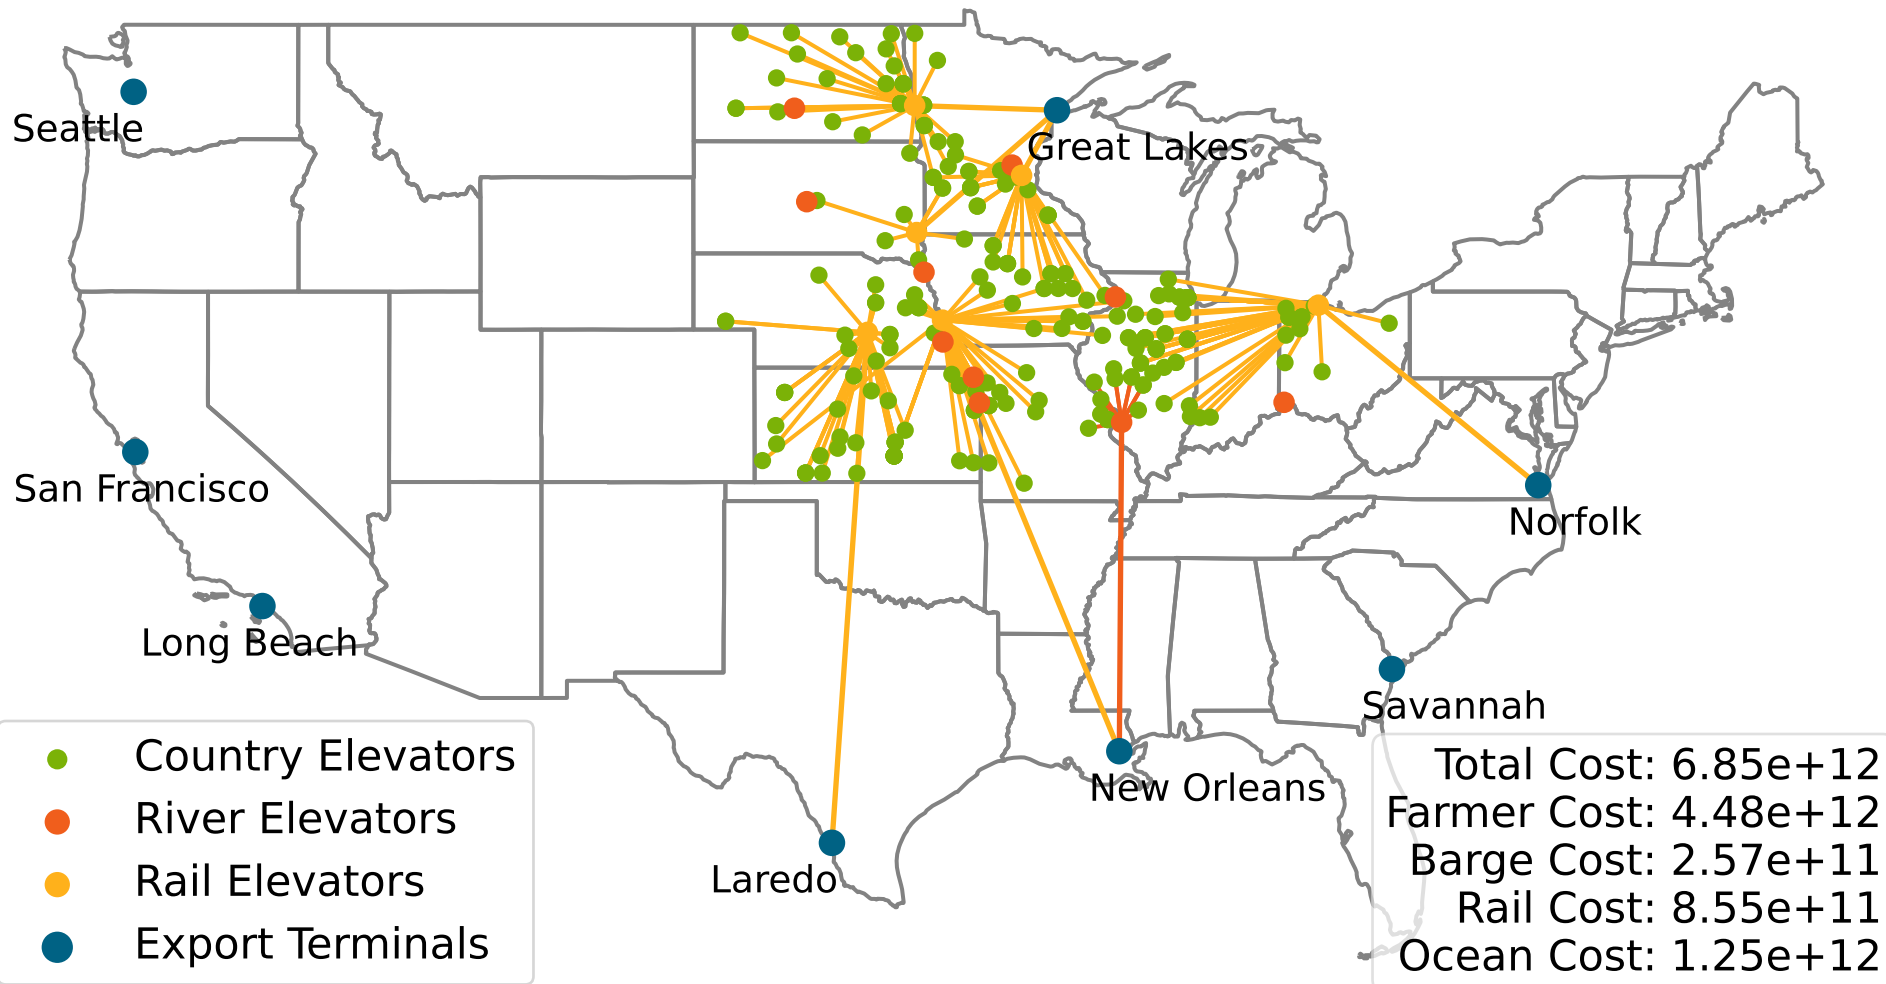 Seattle
Great Lakes
San Francisco
Norfolk
Long Beach
Savannah
New Orleans
Laredo
Country Elevators
River Elevators
Rail Elevators
Export Terminals
Total Cost: 6.85e+12
Farmer Cost: 4.48e+12
Barge Cost: 2.57e+11
Rail Cost: 8.55e+11
Ocean Cost: 1.25e+12